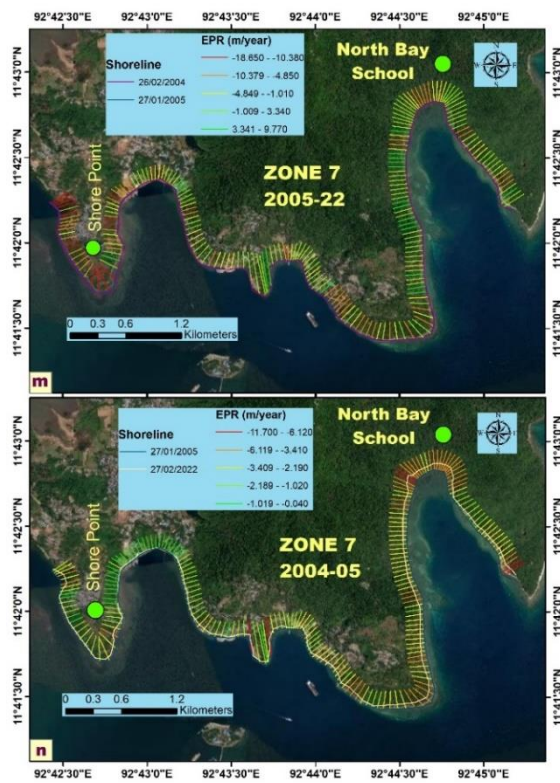 92°42'30"E 92°43'0"E 92°43'30"E 92°44'0"E 92°44'30"E 92°45'0"E
Shoreline
26/02/2004
27/01/2005
EPR (m/year)
-18.650 - -10.380
-10.379 - -4.850
-4.849 - -1.010
-1.009 - 3.340
3.341 - 9.770
North Bay
School
N
W E
S
11°43'0"N
11°42'30"N
11°42'0"N
11°41'30"N
Shore Point
ZONE 7
2005-22
0 0.3 0.6 1.2
Kilometers
m
Shoreline
27/01/2005
27/02/2022
EPR (m/year)
-11.700 - -6.120
-6.119 - -3.410
-3.409 - -2.190
-2.189 - -1.020
-1.019 - -0.040
North Bay
School
N
W E
S
11°43'0"N
11°42'30"N
11°42'0"N
11°41'30"N
Shore Point
ZONE 7
2004-05
0 0.3 0.6 1.2
Kilometers
n
92°42'30"E 92°43'0"E 92°43'30"E 92°44'0"E 92°44'30"E 92°45'0"E